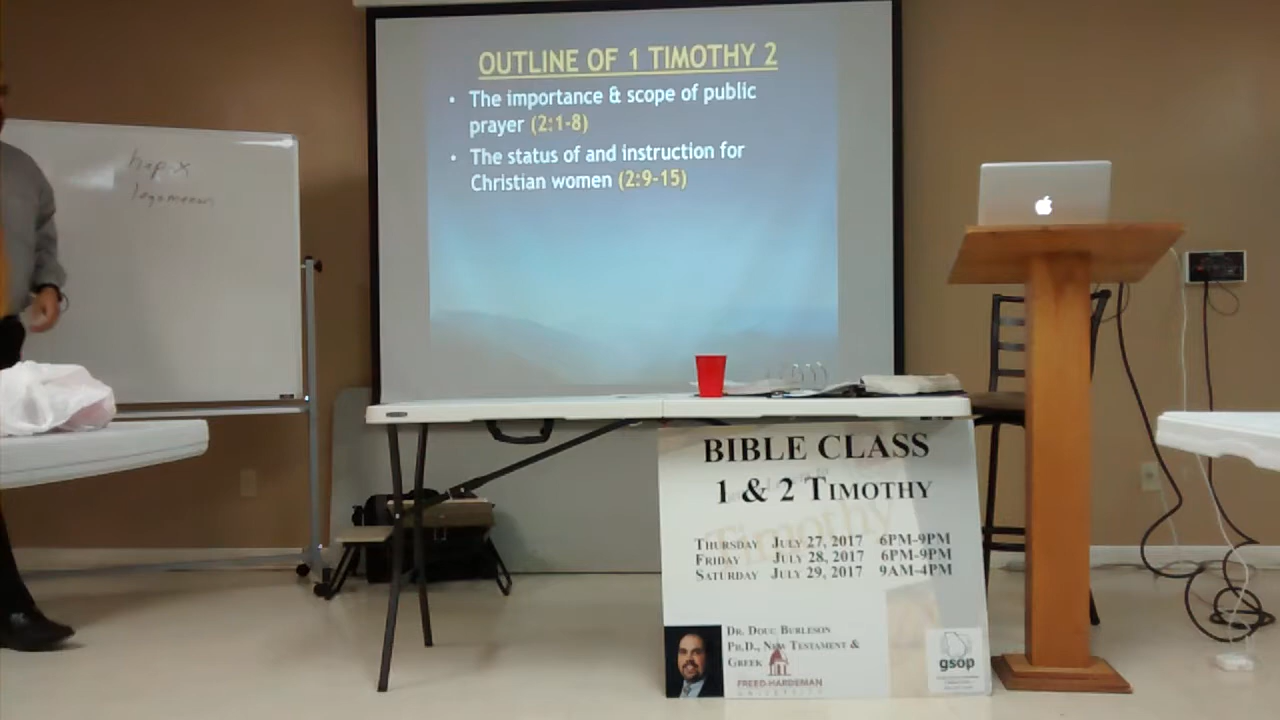 OUTLINE OF 1 TIMOTHY 2
• The importance & scope of public
prayer (2:1-8)
• The status of and instruction for
Christian women (2:9-15)
hapax
legomenon
BIBLE CLASS
1 & 2 TIMOTHY
Timothy
THURSDAY JULY 27, 2017 6PM-9PM
FRIDAY JULY 28, 2017 6PM-9PM
SATURDAY JULY 29, 2017 9AM-4PM
DR. DOUG BURLESON
PH.D., NEW TESTAMENT &
GREEK
FREED-HARDEMAN
UNIVERSITY
gsop